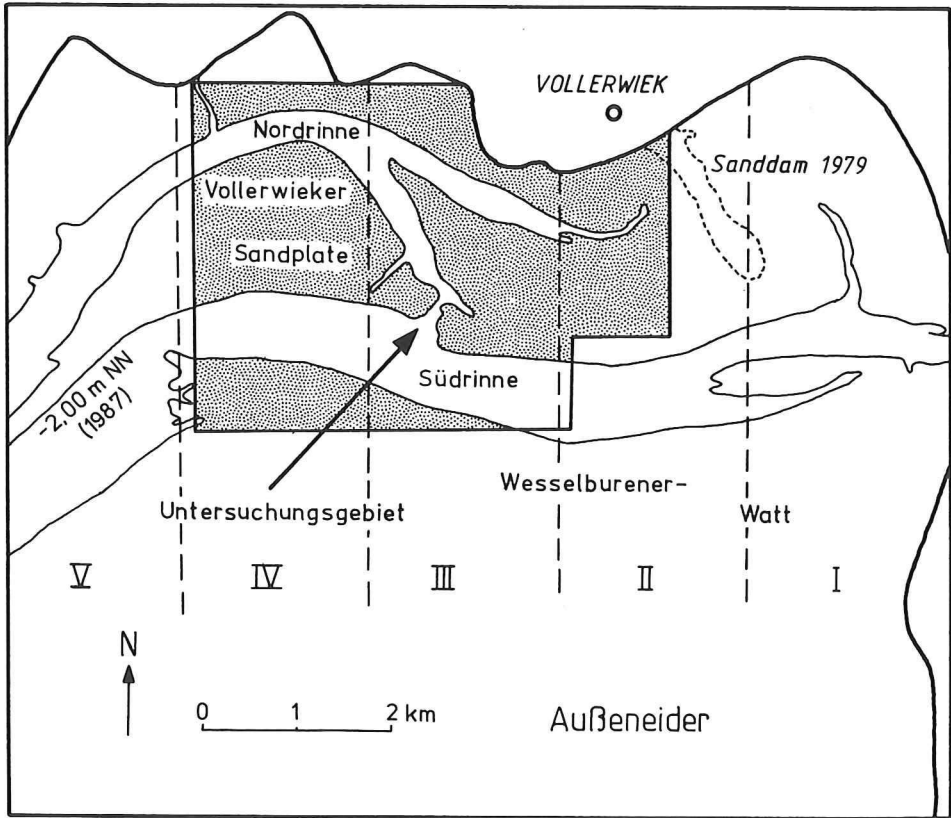 VOLLERWIEK
Nordrinne
Sanddam 1979
Vollerwieker
Sandplate
Südrinne
-2,00 m NN
(1987)
Wesselburener-
Untersuchungsgebiet
Watt
V IV III II I
N
0 1 2 km
Außeneider